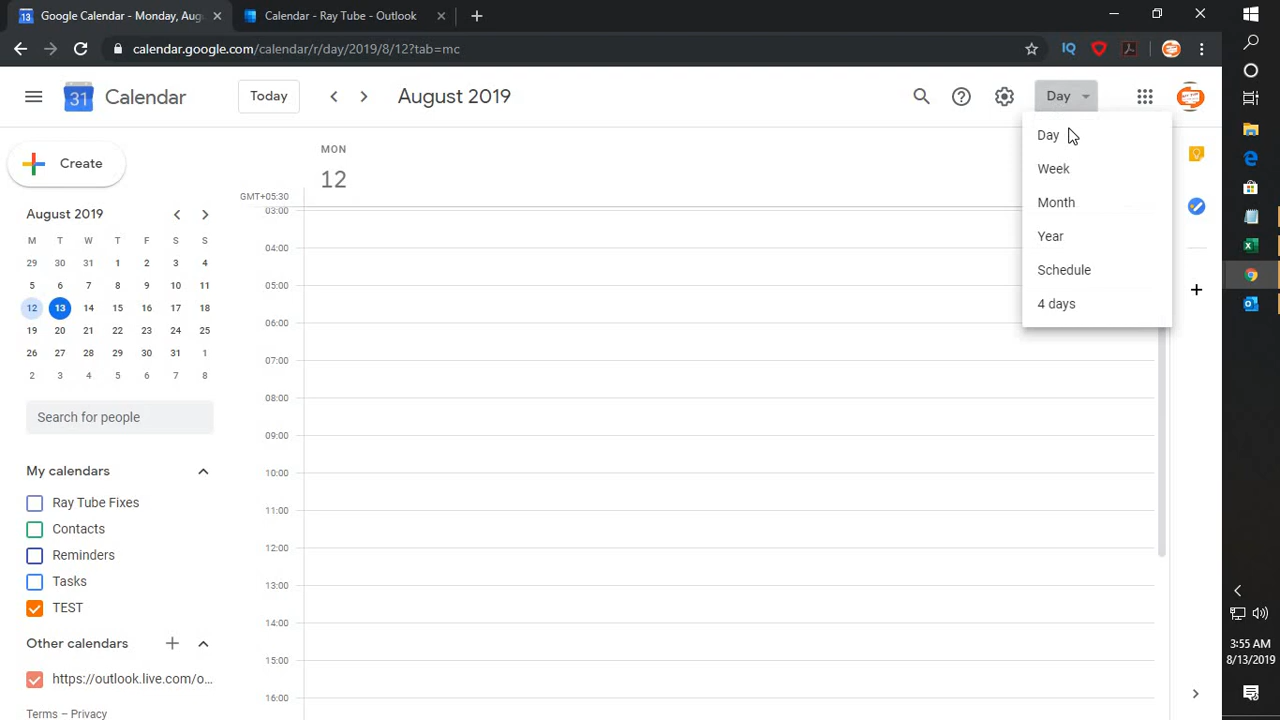 Google Calendar - Monday, Aug
Calendar - Ray Tube - Outlook
calendar.google.com/calendar/r/day/2019/8/12?tab=mc
IQ
31
Calendar
Today
August 2019
Day
Day
Week
Month
Year
Schedule
4 days
Create
MON
12
GMT+05:30
August 2019
M T W T F S S
29 30 31 1 2 3 4
5 6 7 8 9 10 11
12 13 14 15 16 17 18
19 20 21 22 23 24 25
26 27 28 29 30 31 1
2 3 4 5 6 7 8
Search for people
My calendars
Ray Tube Fixes
Contacts
Reminders
Tasks
TEST
Other calendars
https://outlook.live.com/o...
Terms – Privacy
03:00
04:00
05:00
06:00
07:00
08:00
09:00
10:00
11:00
12:00
13:00
14:00
15:00
16:00
3:55 AM
8/13/2019